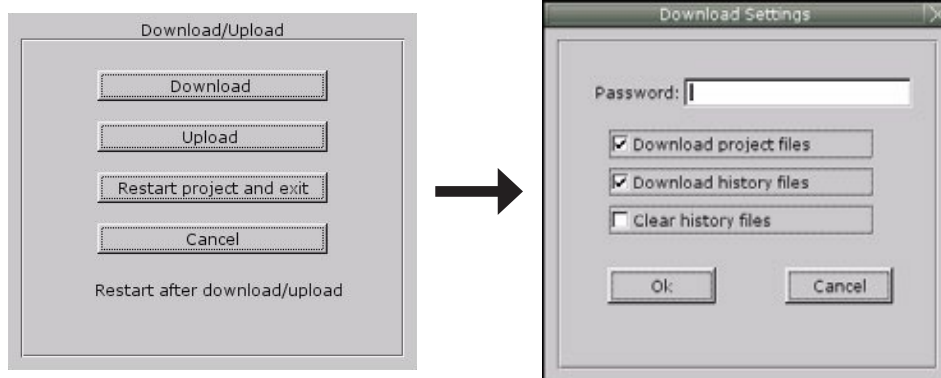 Download/Upload
Download
Upload
Restart project and exit
Cancel
Restart after download/upload
Download Settings
Password:
Download project files
Download history files
Clear history files
Ok
Cancel